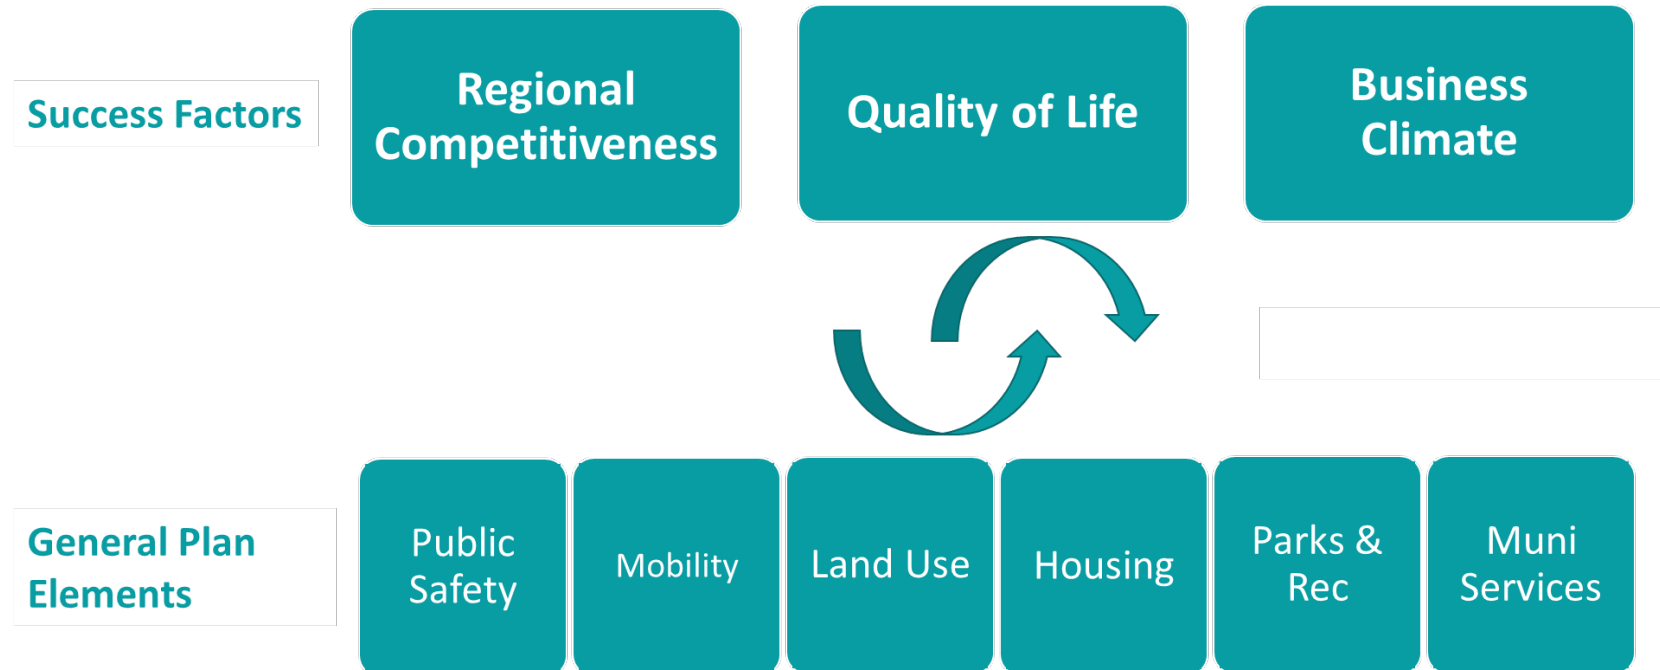 Success Factors
Regional
Competitiveness
Quality of Life
Business
Climate
General Plan
Elements
Public
Safety
Mobility
Land Use
Housing
Parks &
Rec
Muni
Services